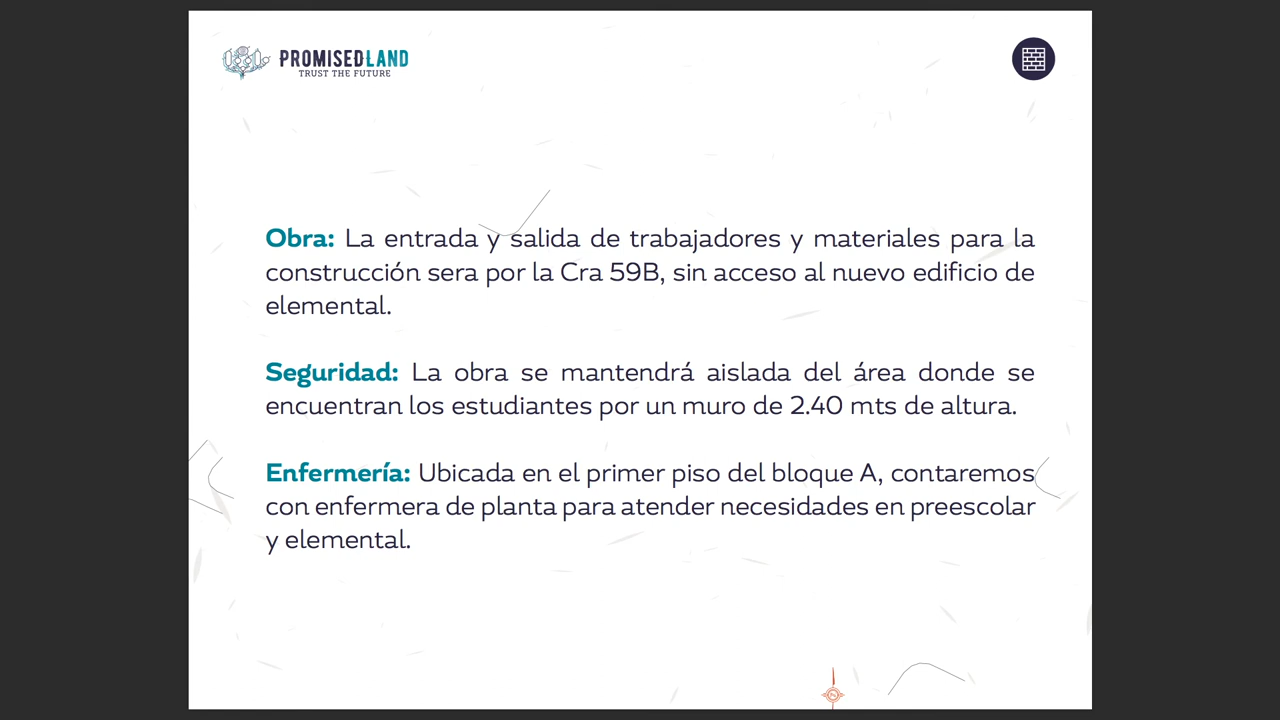 PROMISEDLAND
TRUST THE FUTURE
Obra: La entrada y salida de trabajadores y materiales para la
construcción sera por la Cra 59B, sin acceso al nuevo edificio de
elemental.
Seguridad: La obra se mantendrá aislada del área donde se
encuentran los estudiantes por un muro de 2.40 mts de altura.
Enfermería: Ubicada en el primer piso del bloque A, contaremos
con enfermera de planta para atender necesidades en preescolar
y elemental.